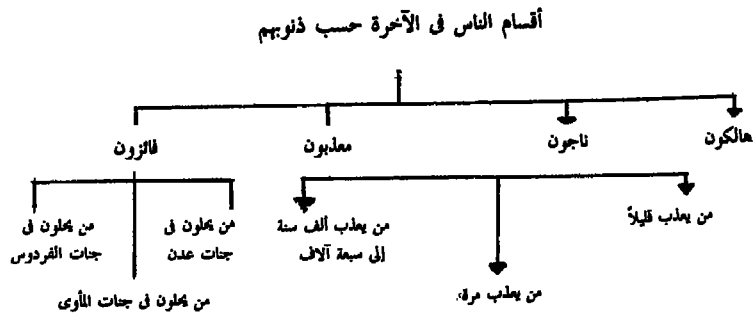 أقسام الناس فى الآخرة حسب ذنوبهم
هالكون
ناجون
معذبون
فائزون
من يعذب قليلاً
من يعذب مرة
من يعذب ألف سنة
إلى سبعة آلاف
من يحلون فى
جنات عدن
من يحلون فى جنات المأوى
من يحلون فى
جنات الفردوس